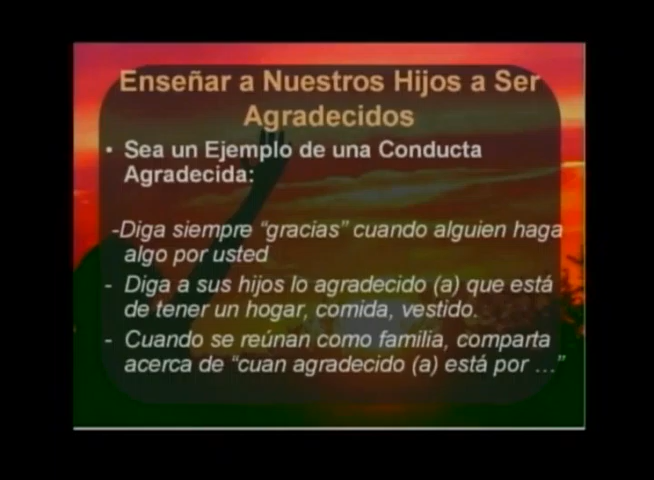 Enseñar a Nuestros Hijos a Ser
Agradecidos
• Sea un Ejemplo de una Conducta
Agradecida:
-Diga siempre “gracias” cuando alguien haga
algo por usted
- Diga a sus hijos lo agradecido (a) que está
de tener un hogar, comida, vestido.
- Cuando se reúnan como familia, comparta
acerca de “cuan agradecido (a) está por ...”